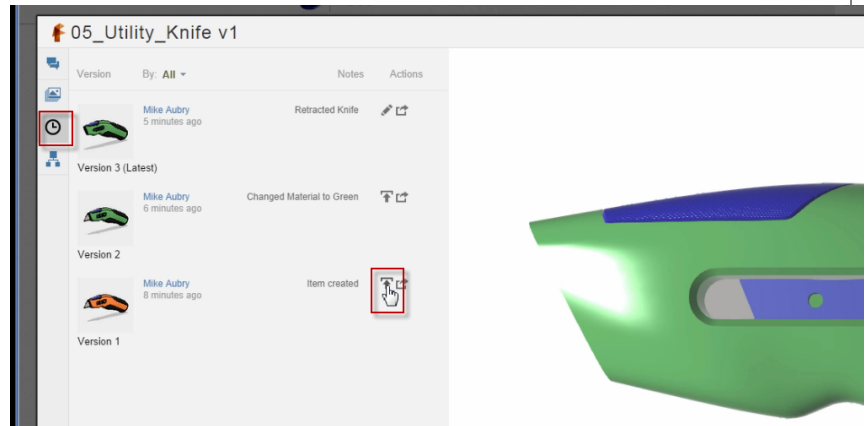 05_Utility_Knife v1
Version By: All Notes Actions
Mike Aubry Retracted Knife
5 minutes ago
Version 3 (Latest)
Mike Aubry Changed Material to Green
6 minutes ago
Version 2
Mike Aubry Item created
8 minutes ago
Version 1